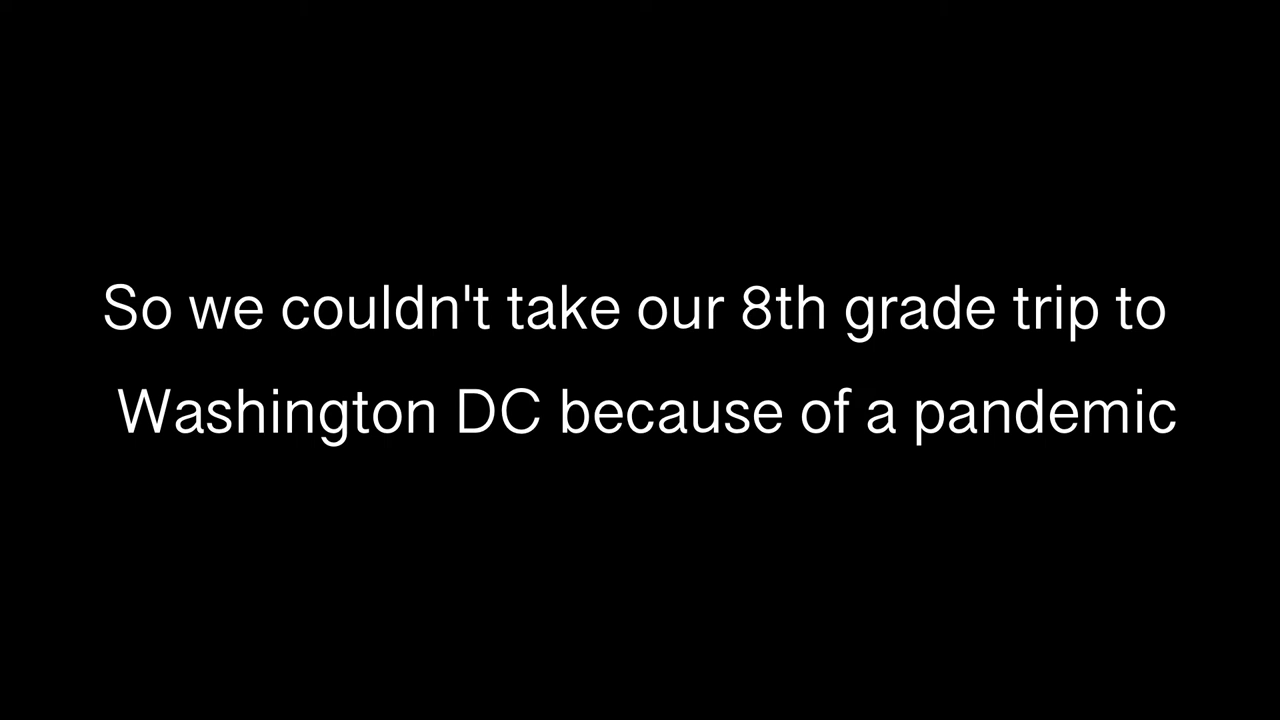 So we couldn't take our 8th grade trip to
Washington DC because of a pandemic